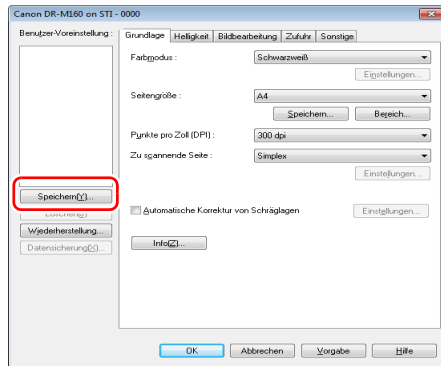 Canon DR-M160 on STI - 0000
Benutzer-Voreinstellung :
Speichern(Y)...
Löschen(J)
Wiederherstellung...
Datensicherung(X)...
Grundlage Helligkeit Bildbearbeitung Zufuhr Sonstige
Farbmodus : Schwarzweiß
Einstellungen...
Seitengröße : A4
Speichern... Bereich...
Punkte pro Zoll (DPI) : 300 dpi
Zu scannende Seite : Simplex
Einstellungen...
Automatische Korrektur von Schräglagen Einstellungen...
Info(Z)...
OK Abbrechen Vorgabe Hilfe